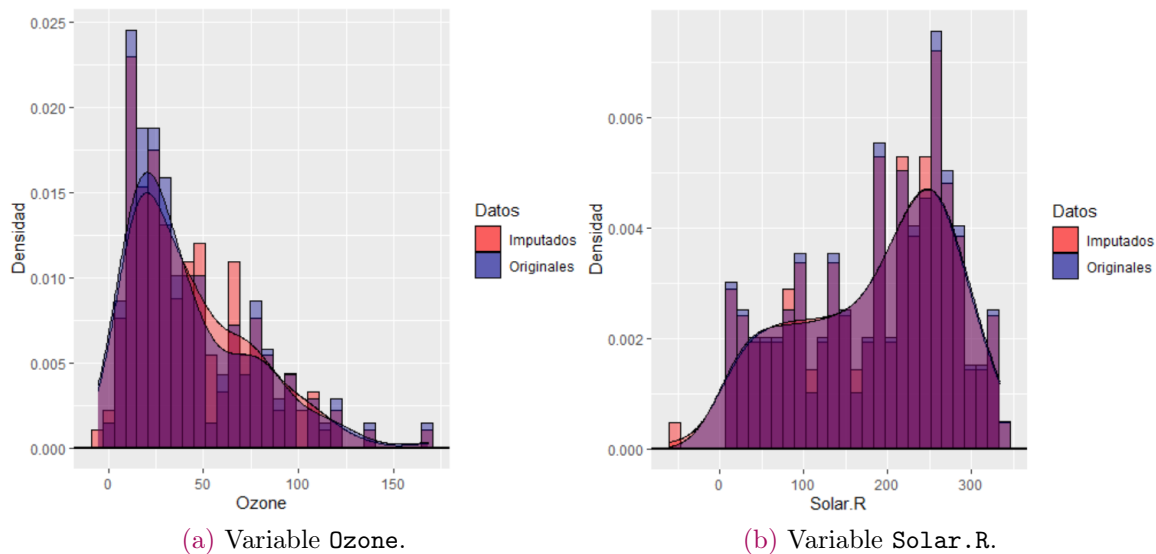 0.025
0.020
0.015
0.010
0.005
0.000
Densidad
0
50
100
150
Ozone
Datos
Imputados
Originales
(a) Variable Ozone.
0.006
0.004
0.002
0.000
Densidad
0
100
200
300
Solar.R
Datos
Imputados
Originales
(b) Variable Solar.R.